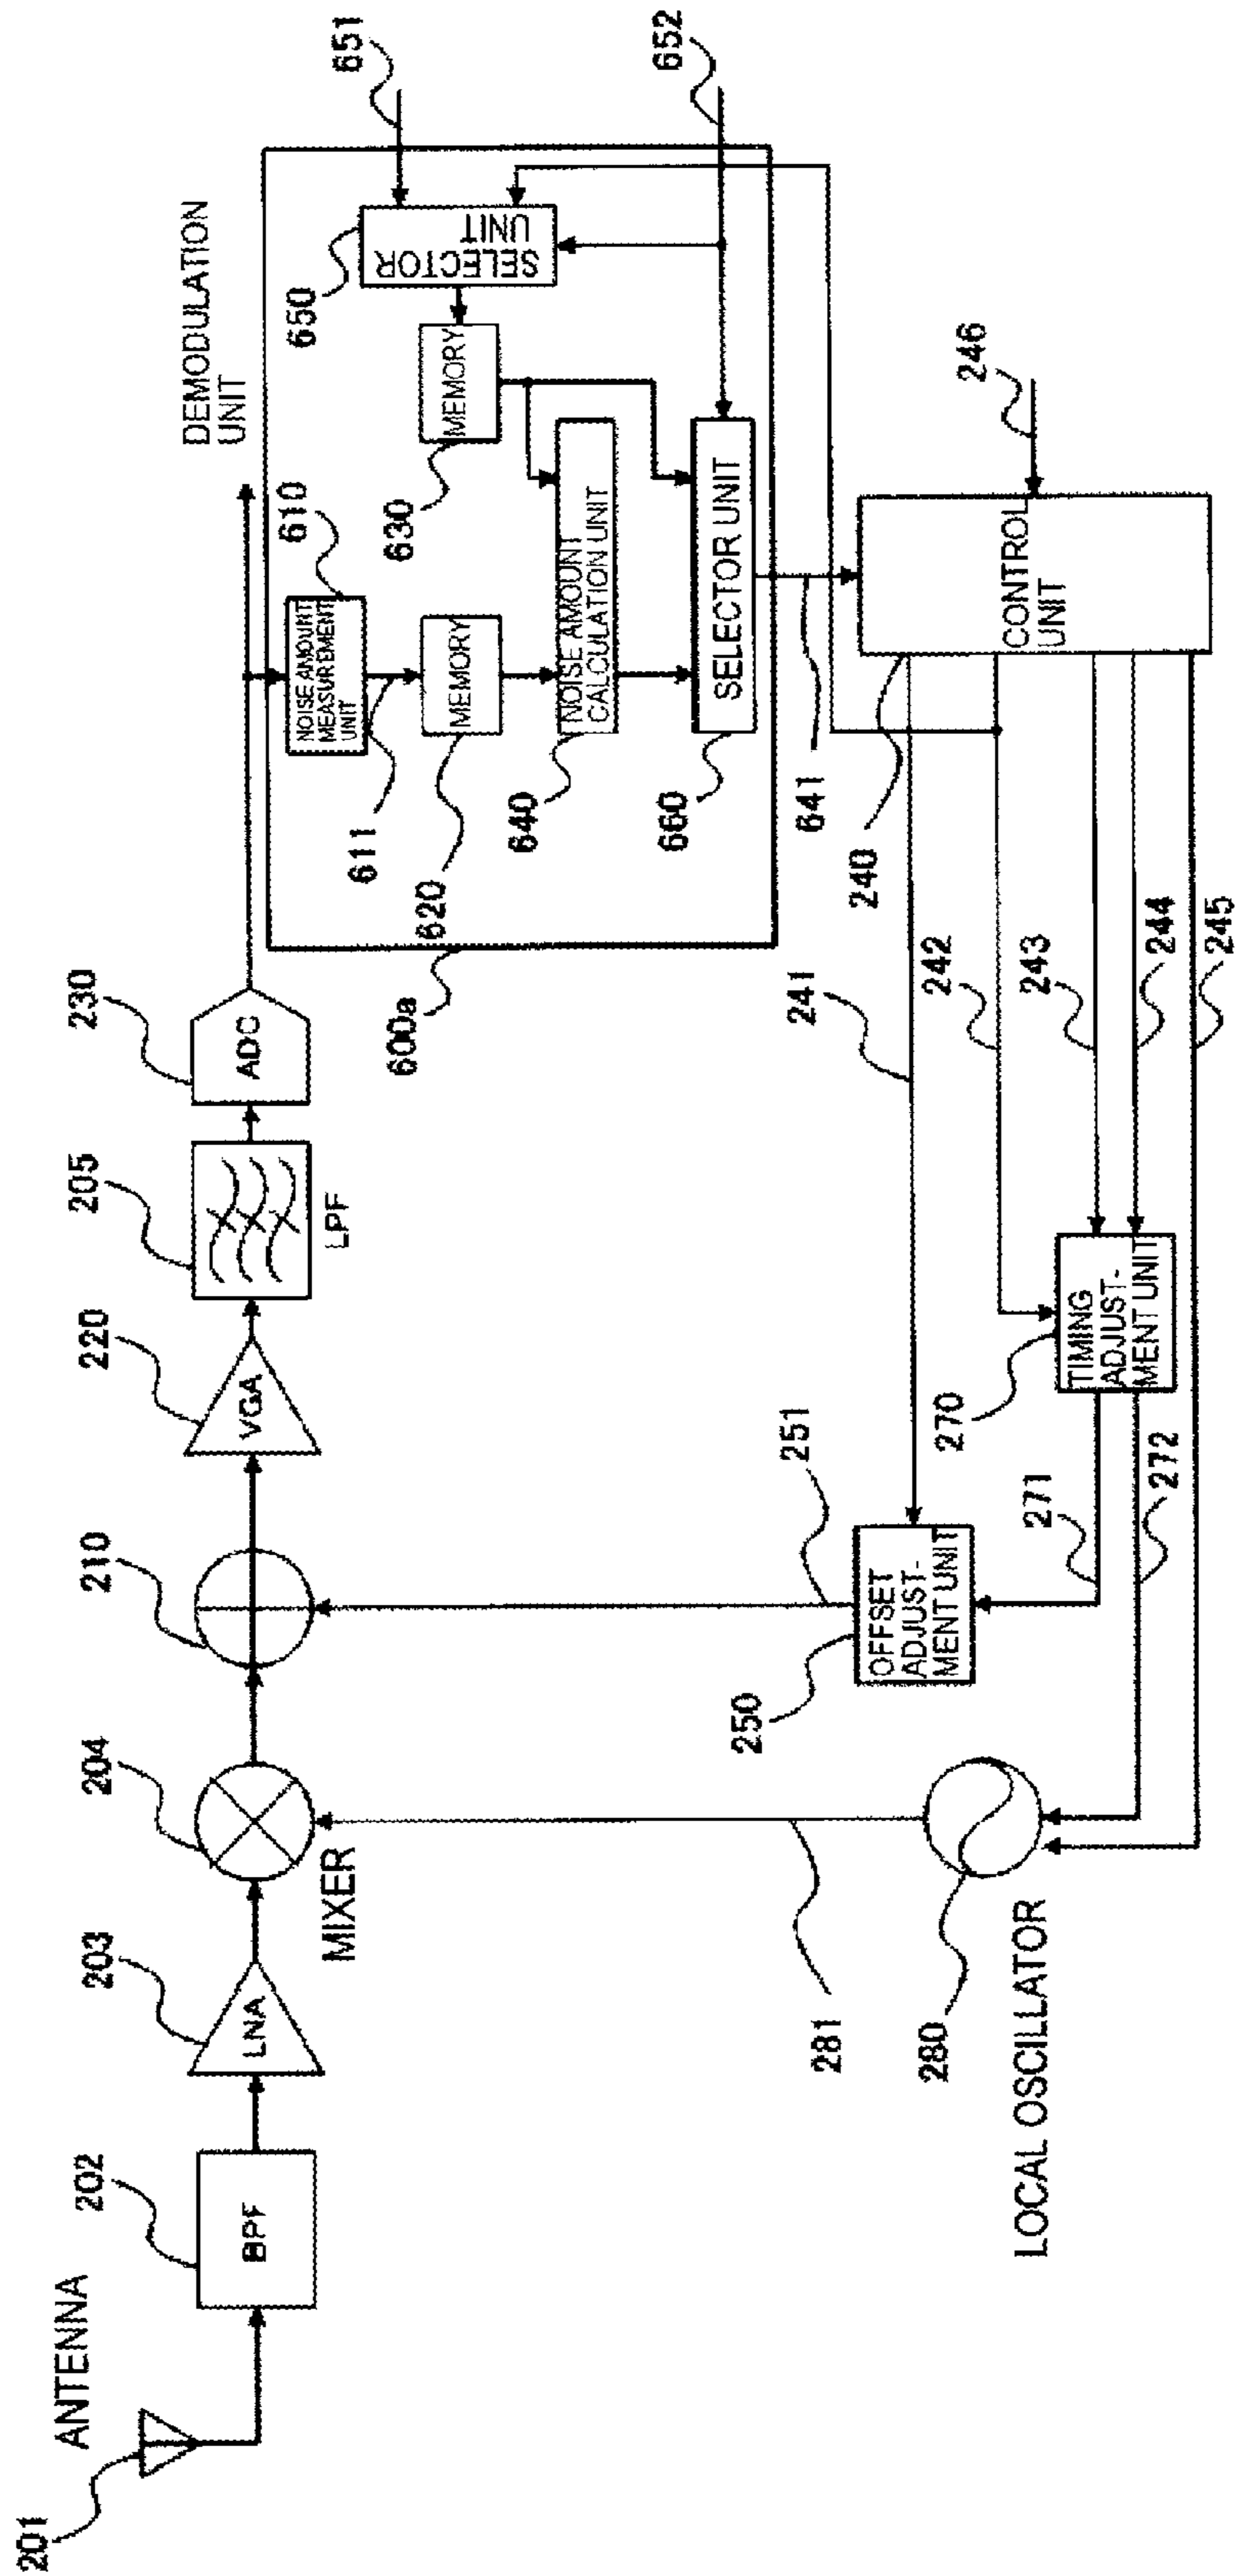 201
ANTENNA
202
BPF
203
LNA
204
MIXER
210
220
VGA
205
LPF
230
ADC
DEMODULATION
UNIT
610
NOISE AMOUNT
MEASUREMENT
UNIT
611
620
MEMORY
630
MEMORY
650
SELECTOR
UNIT
651
652
640
NOISE AMOUNT
CALCULATION UNIT
660
SELECTOR UNIT
600a
641
240
CONTROL
UNIT
246
241
242
243
244
245
251
250
OFFSET
ADJUST-
MENT UNIT
270
TIMING
ADJUST-
MENT UNIT
271
272
281
280
LOCAL OSCILLATOR